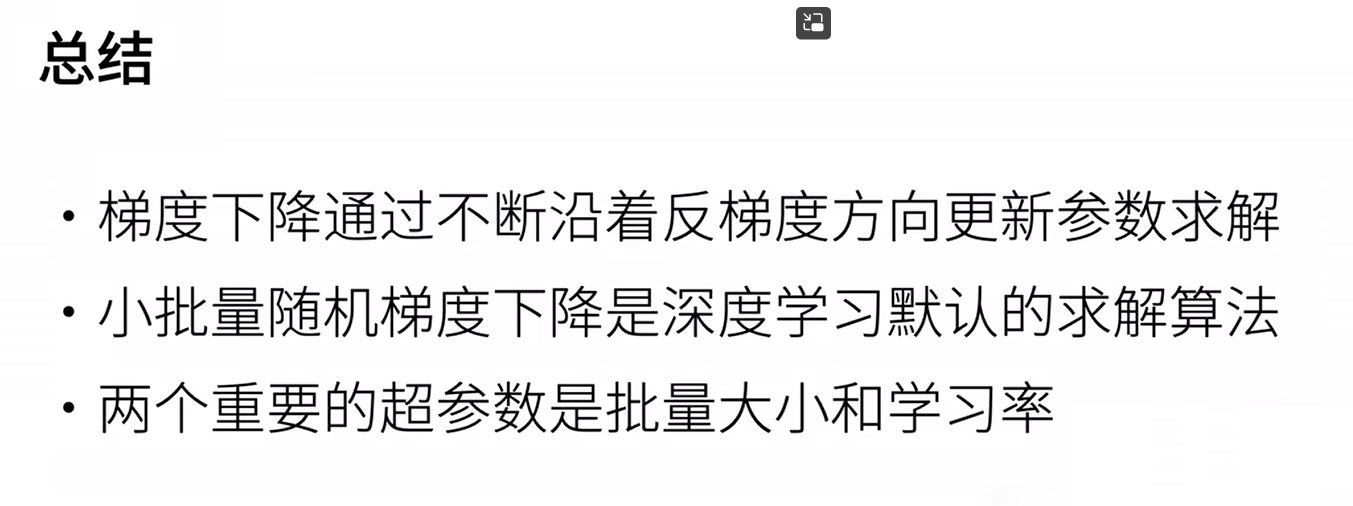 总结
• 梯度下降通过不断沿着反梯度方向更新参数求解
• 小批量随机梯度下降是深度学习默认的求解算法
• 两个重要的超参数是批量大小和学习率